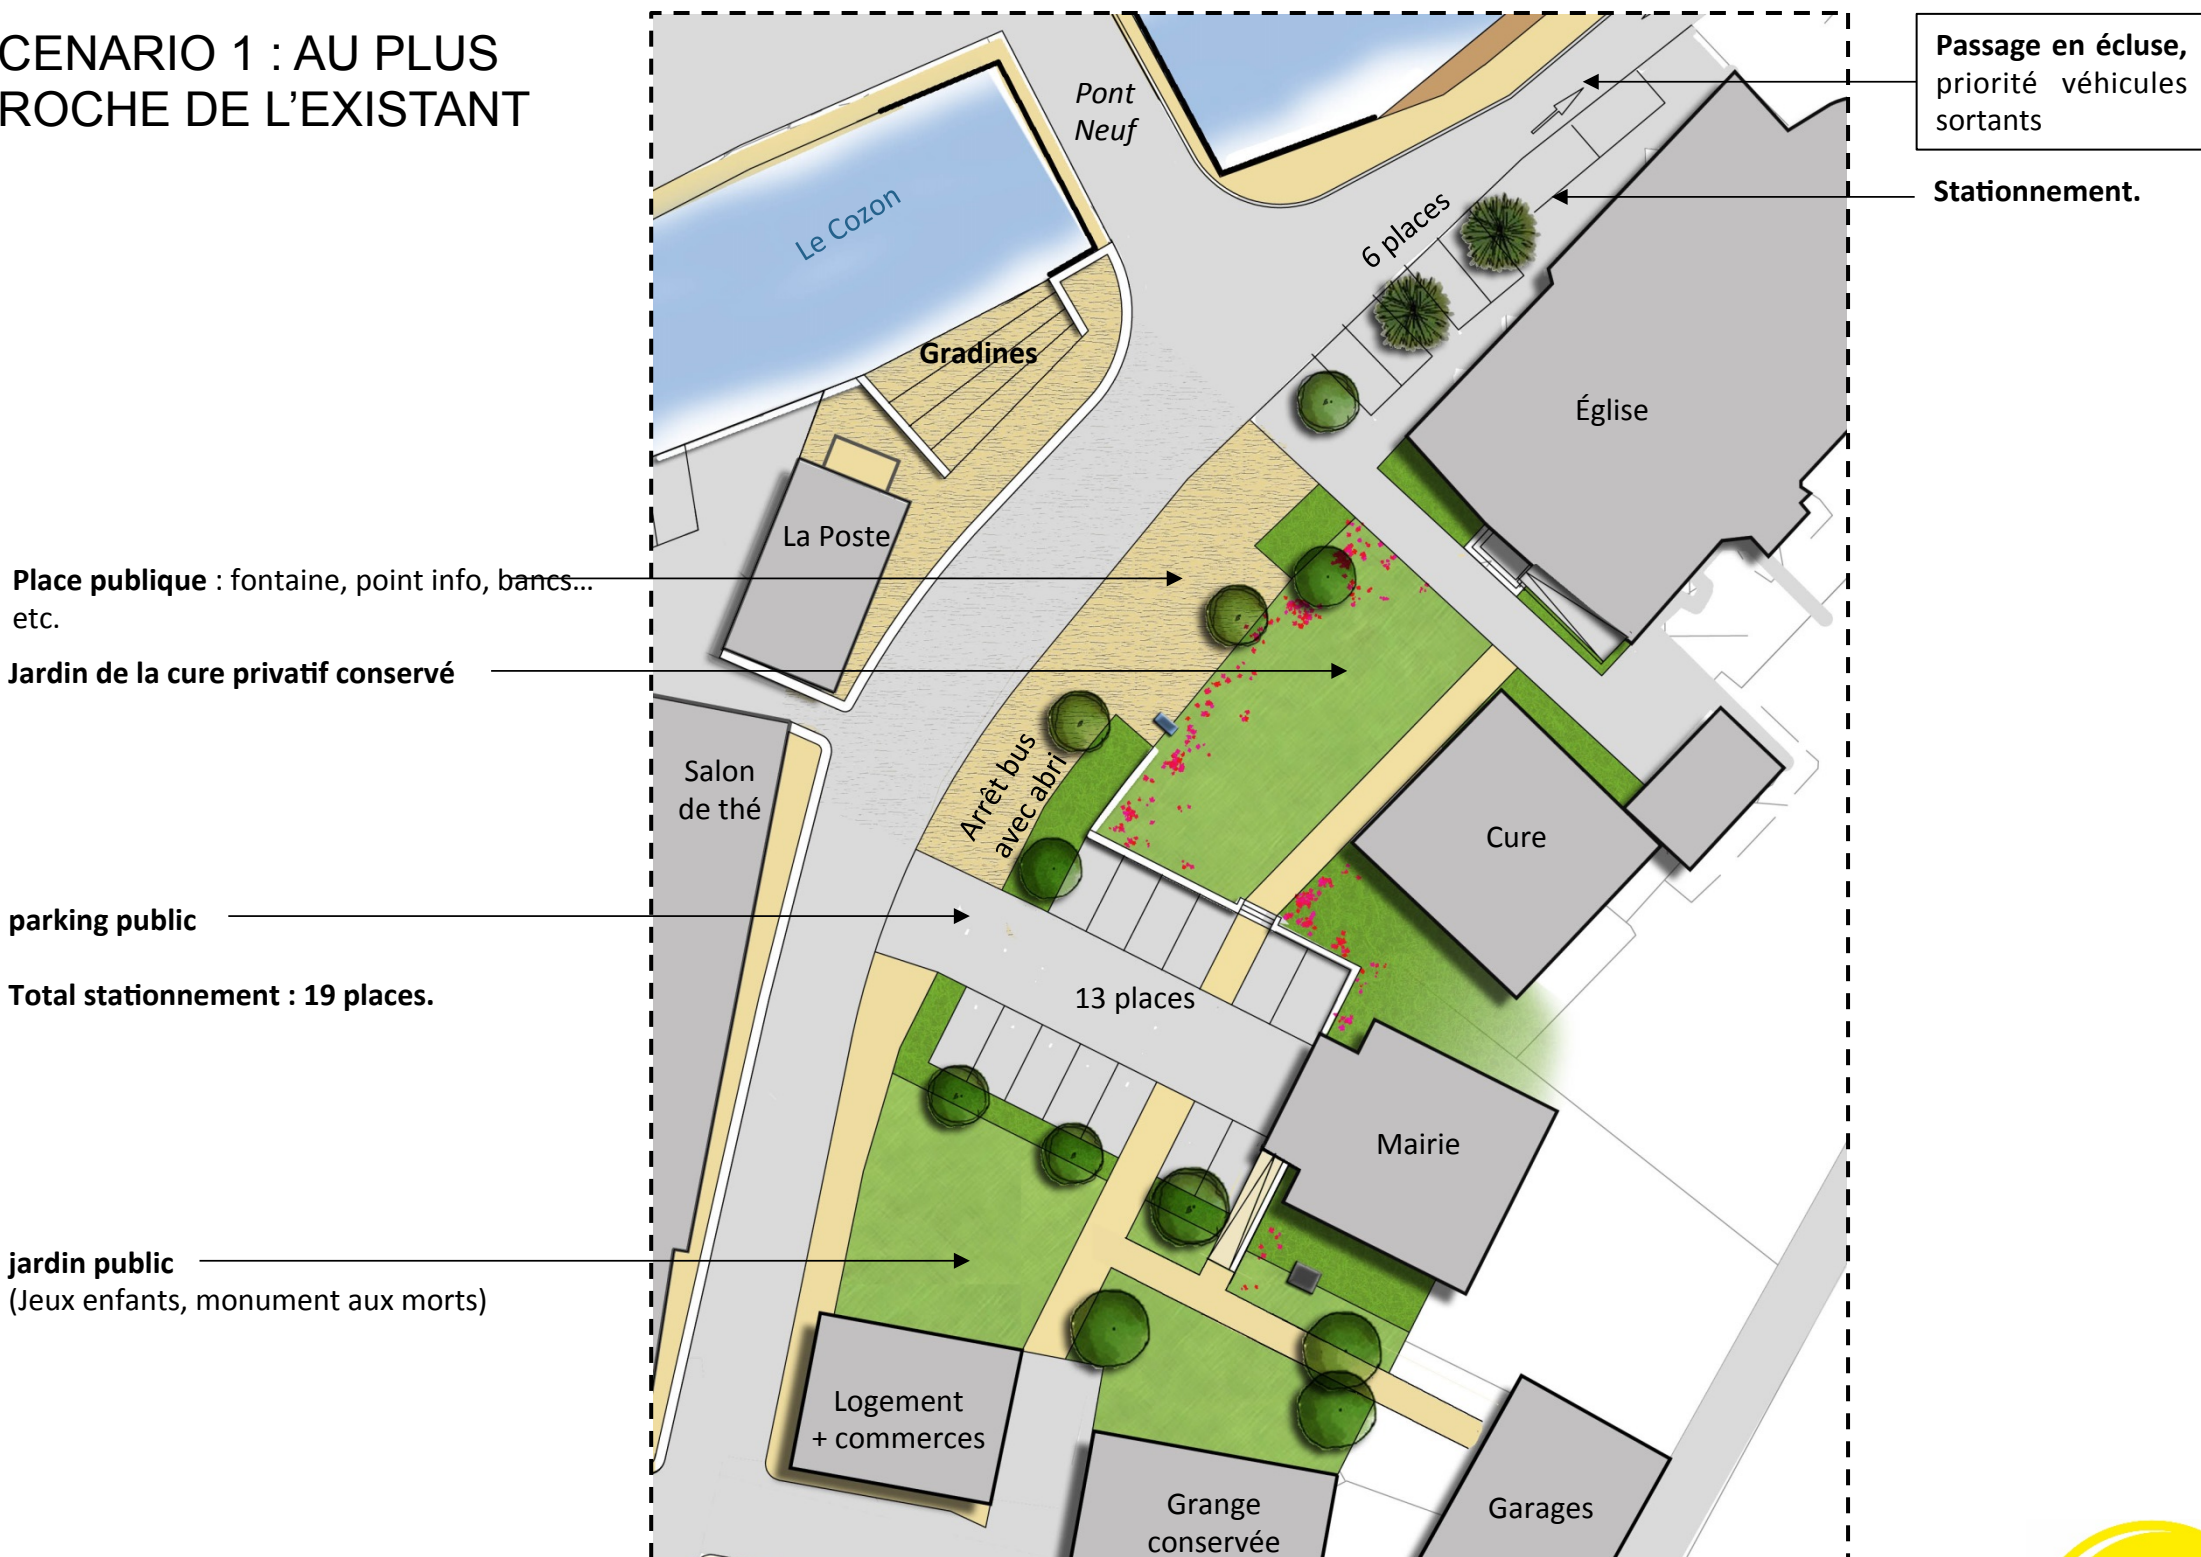 CENARIO 1 : AU PLUS
ROCHE DE L’EXISTANT
Passage en écluse,
priorité véhicules
sortants
Stationnement.
Pont
Neuf
Le Cozon
6 places
Gradines
Église
La Poste
Place publique : fontaine, point info, bancs…
etc.
Jardin de la cure privatif conservé
Salon
de thé
Arrêt bus
avec abri
Cure
parking public
Total stationnement : 19 places.
13 places
Mairie
jardin public
(Jeux enfants, monument aux morts)
Logement
+ commerces
Grange
conservée
Garages